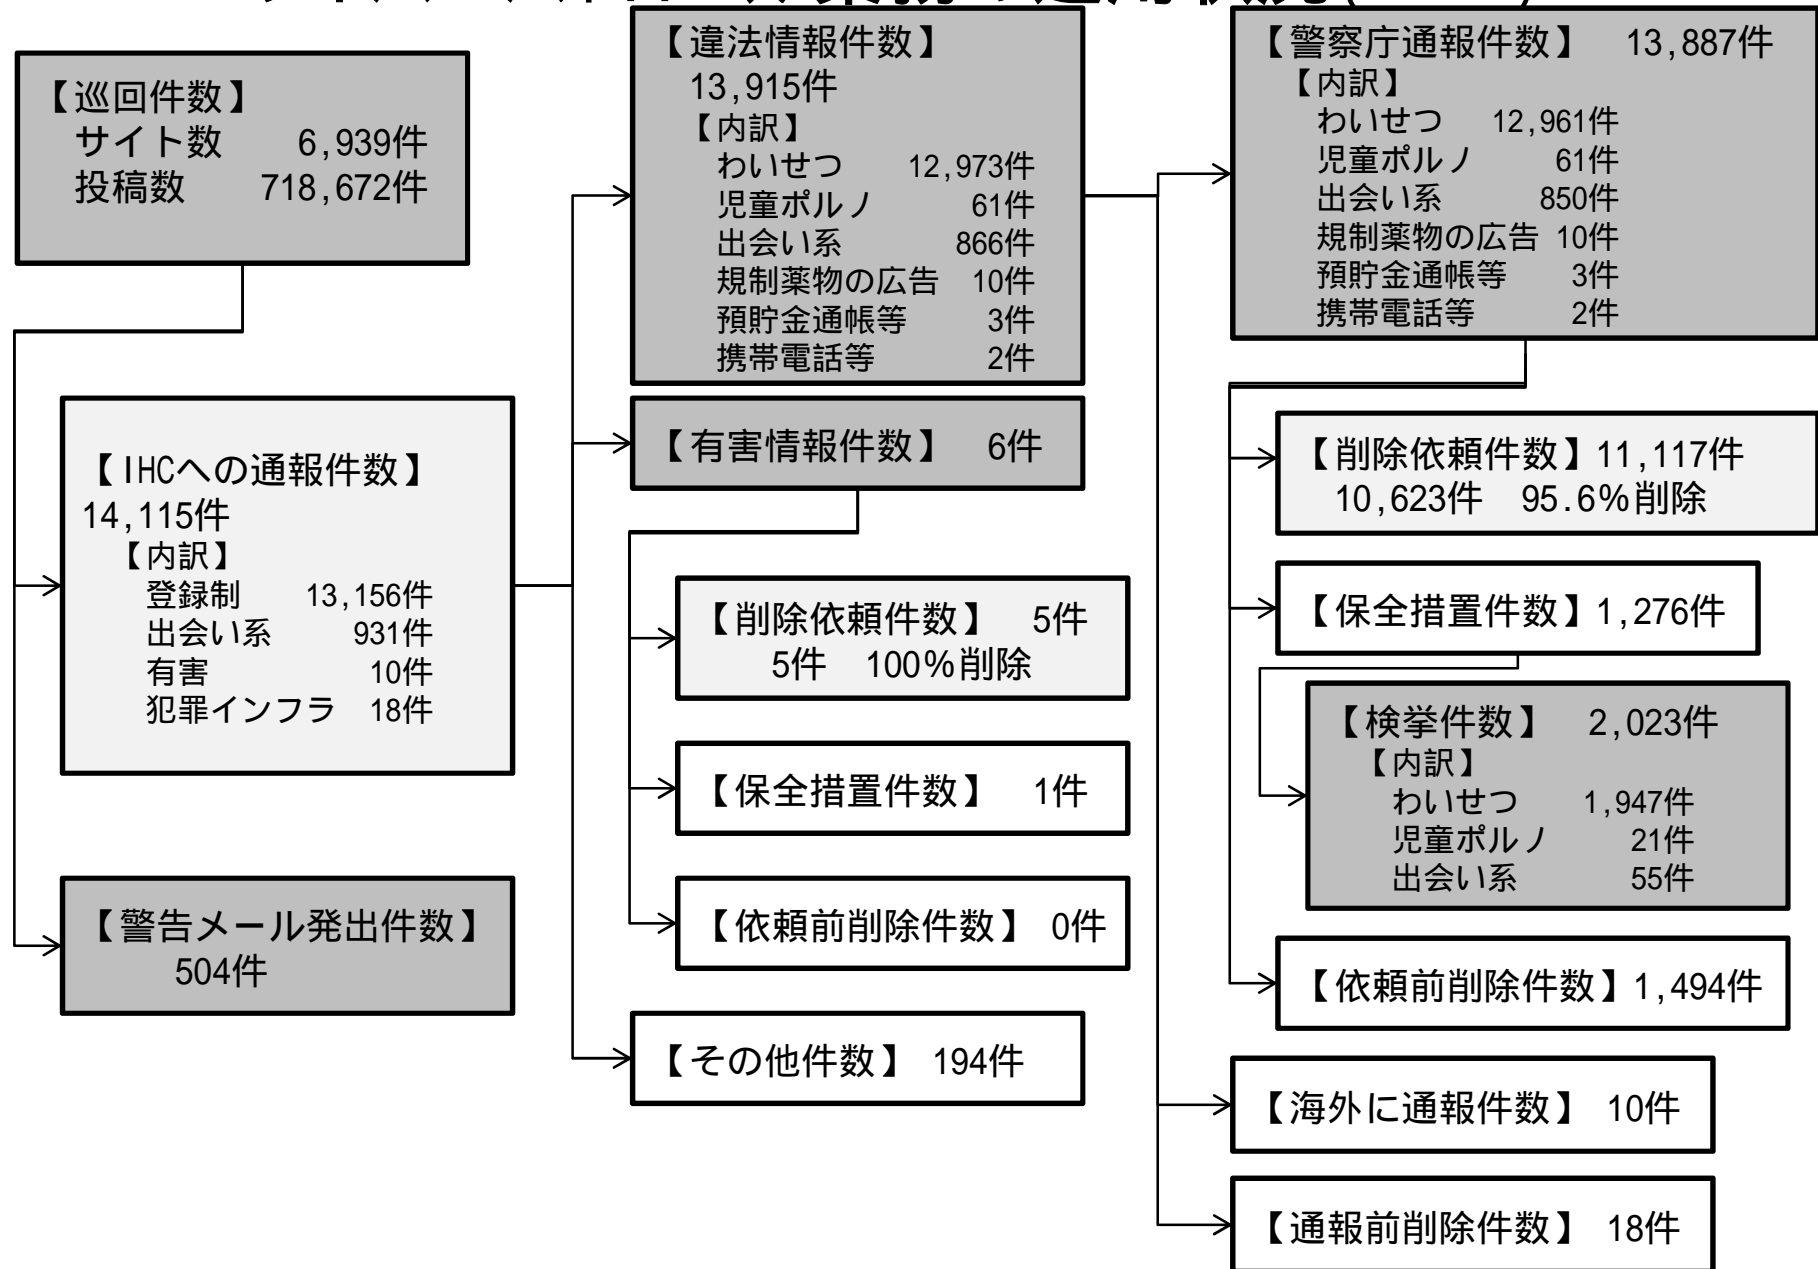 【巡回件数】
サイト数 6,939件
投稿数 718,672件
【IHCへの通報件数】
14,115件
【内訳】
登録制 13,156件
出会い系 931件
有害 10件
犯罪インフラ 18件
【警告メール発出件数】
504件
【違法情報件数】
13,915件
【内訳】
わいせつ 12,973件
児童ポルノ 61件
出会い系 866件
規制薬物の広告 10件
預貯金通帳等 3件
携帯電話等 2件
【有害情報件数】 6件
【削除依頼件数】 5件
5件 100%削除
【保全措置件数】 1件
【依頼前削除件数】 0件
【その他件数】 194件
【警察庁通報件数】 13,887件
【内訳】
わいせつ 12,961件
児童ポルノ 61件
出会い系 850件
規制薬物の広告 10件
預貯金通帳等 3件
携帯電話等 2件
【削除依頼件数】11,117件
10,623件 95.6%削除
【保全措置件数】1,276件
【検挙件数】 2,023件
【内訳】
わいせつ 1,947件
児童ポルノ 21件
出会い系 55件
【依頼前削除件数】1,494件
【海外に通報件数】 10件
【通報前削除件数】 18件